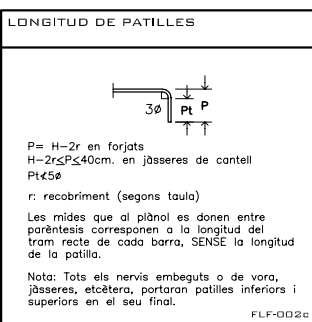 LONGITUD DE PATILLES
3ø
Pt
P
P= H-2r en forjats
H-2r≤P≤40cm. en jàsseres de cantell
Pt≮5ø
r: recobriment (segons taula)
Les mides que al plànol es donen entre
parèntesis corresponen a la longitud del
tram recte de cada barra, SENSE la longitud
de la patilla.
Nota: Tots els nervis embeguts o de vora,
jàsseres, etcètera, portaran patilles inferiors i
superiors en el seu final.
FLF-002c